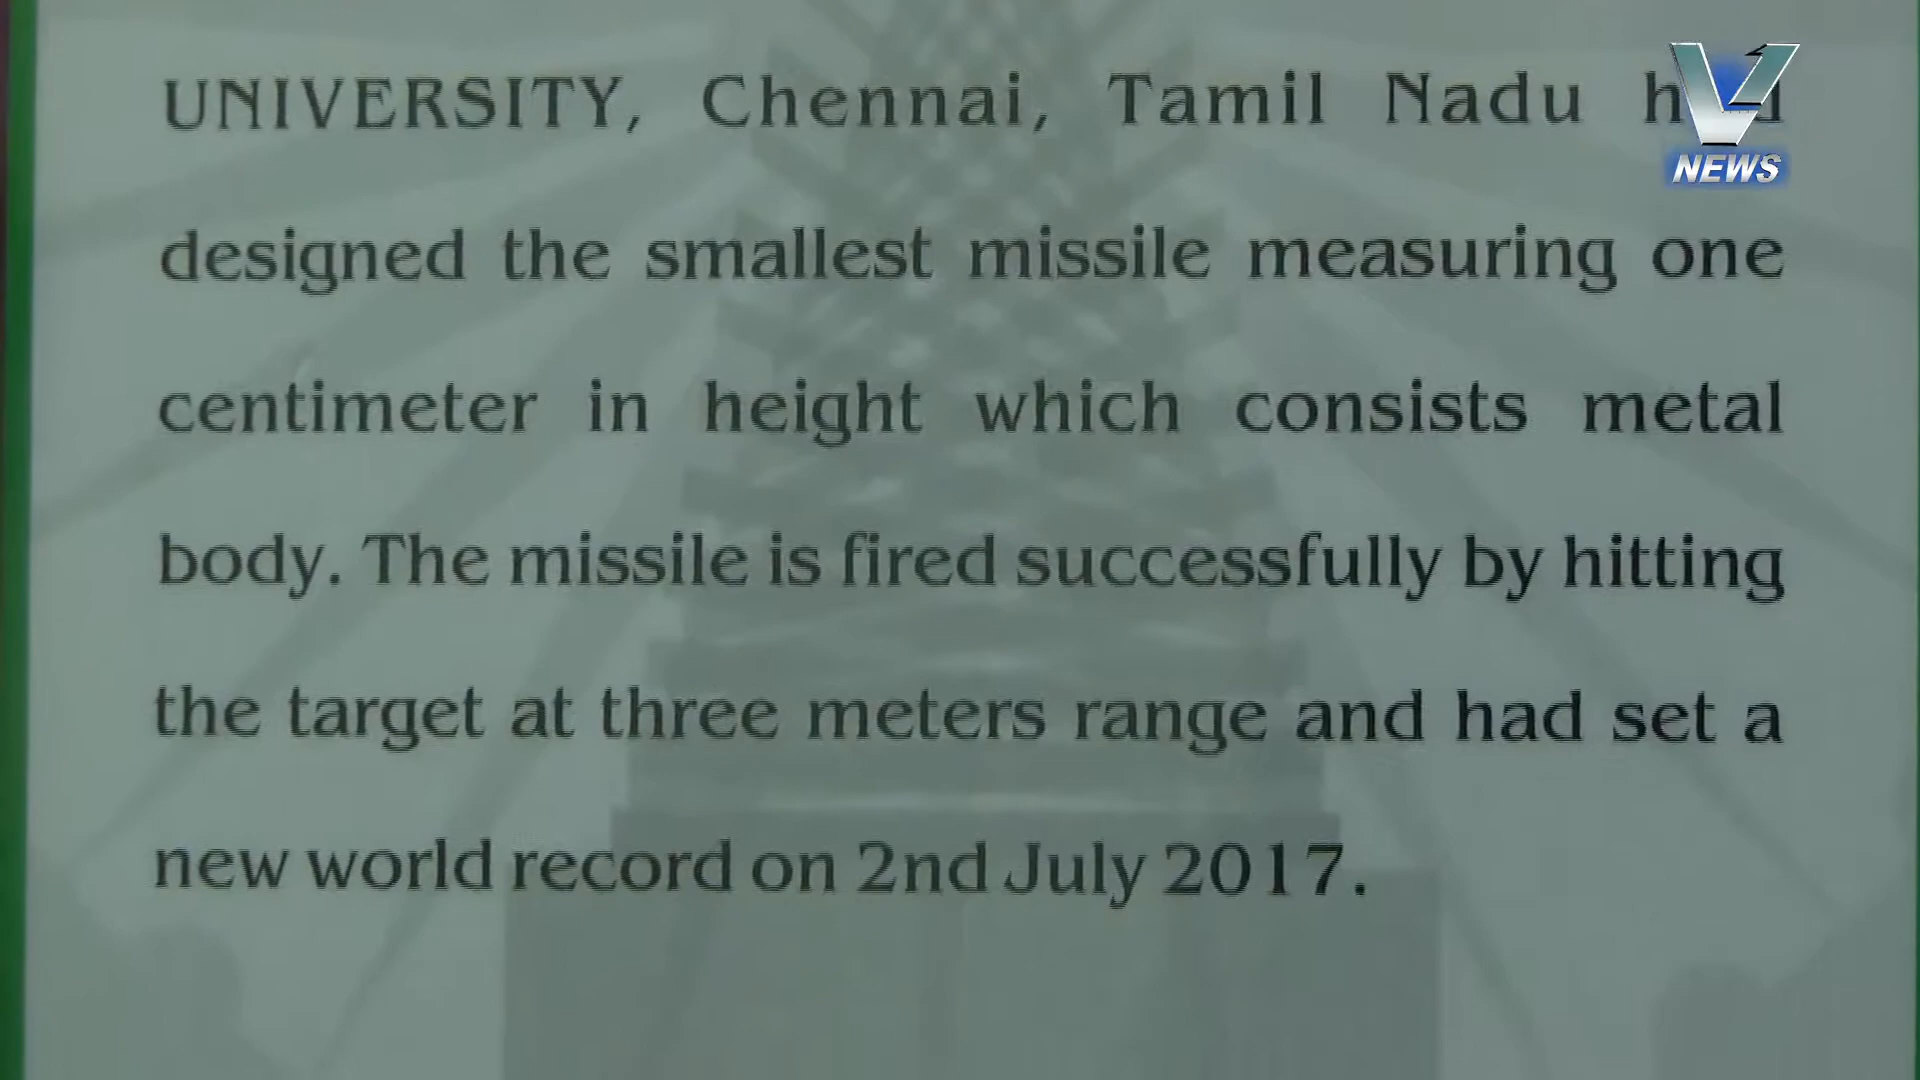 UNIVERSITY, Chennai, Tamil Nadu
designed the smallest missile measuring one
centimeter in height which consists metal
body. The missile is fired successfully by hitting
the target at three meters range and had set a
new world record on 2nd July 2017.
V1
NEWS